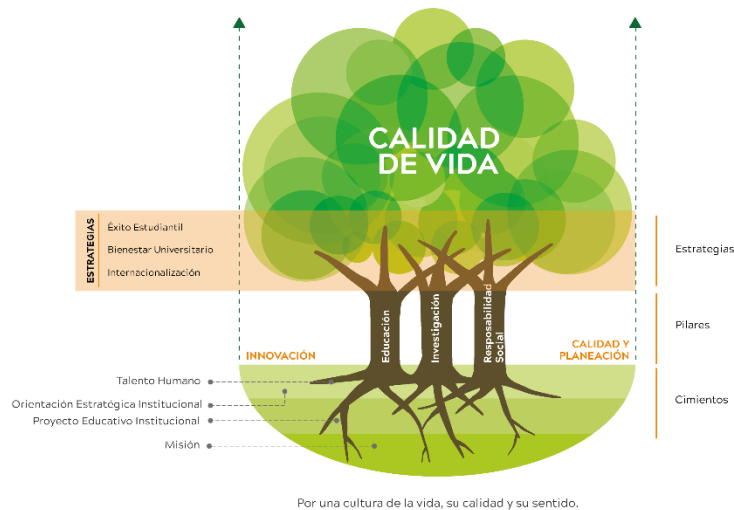 CALIDAD
DE VIDA
ESTRATEGIAS
Éxito Estudiantil
Bienestar Universitario
Internacionalización
Estrategias
Educación
Investigación
Resposabilidad
Social
Pilares
INNOVACIÓN
CALIDAD Y
PLANEACIÓN
Talento Humano
Orientación Estratégica Institucional
Proyecto Educativo Institucional
Misión
Cimientos
Por una cultura de la vida, su calidad y su sentido.